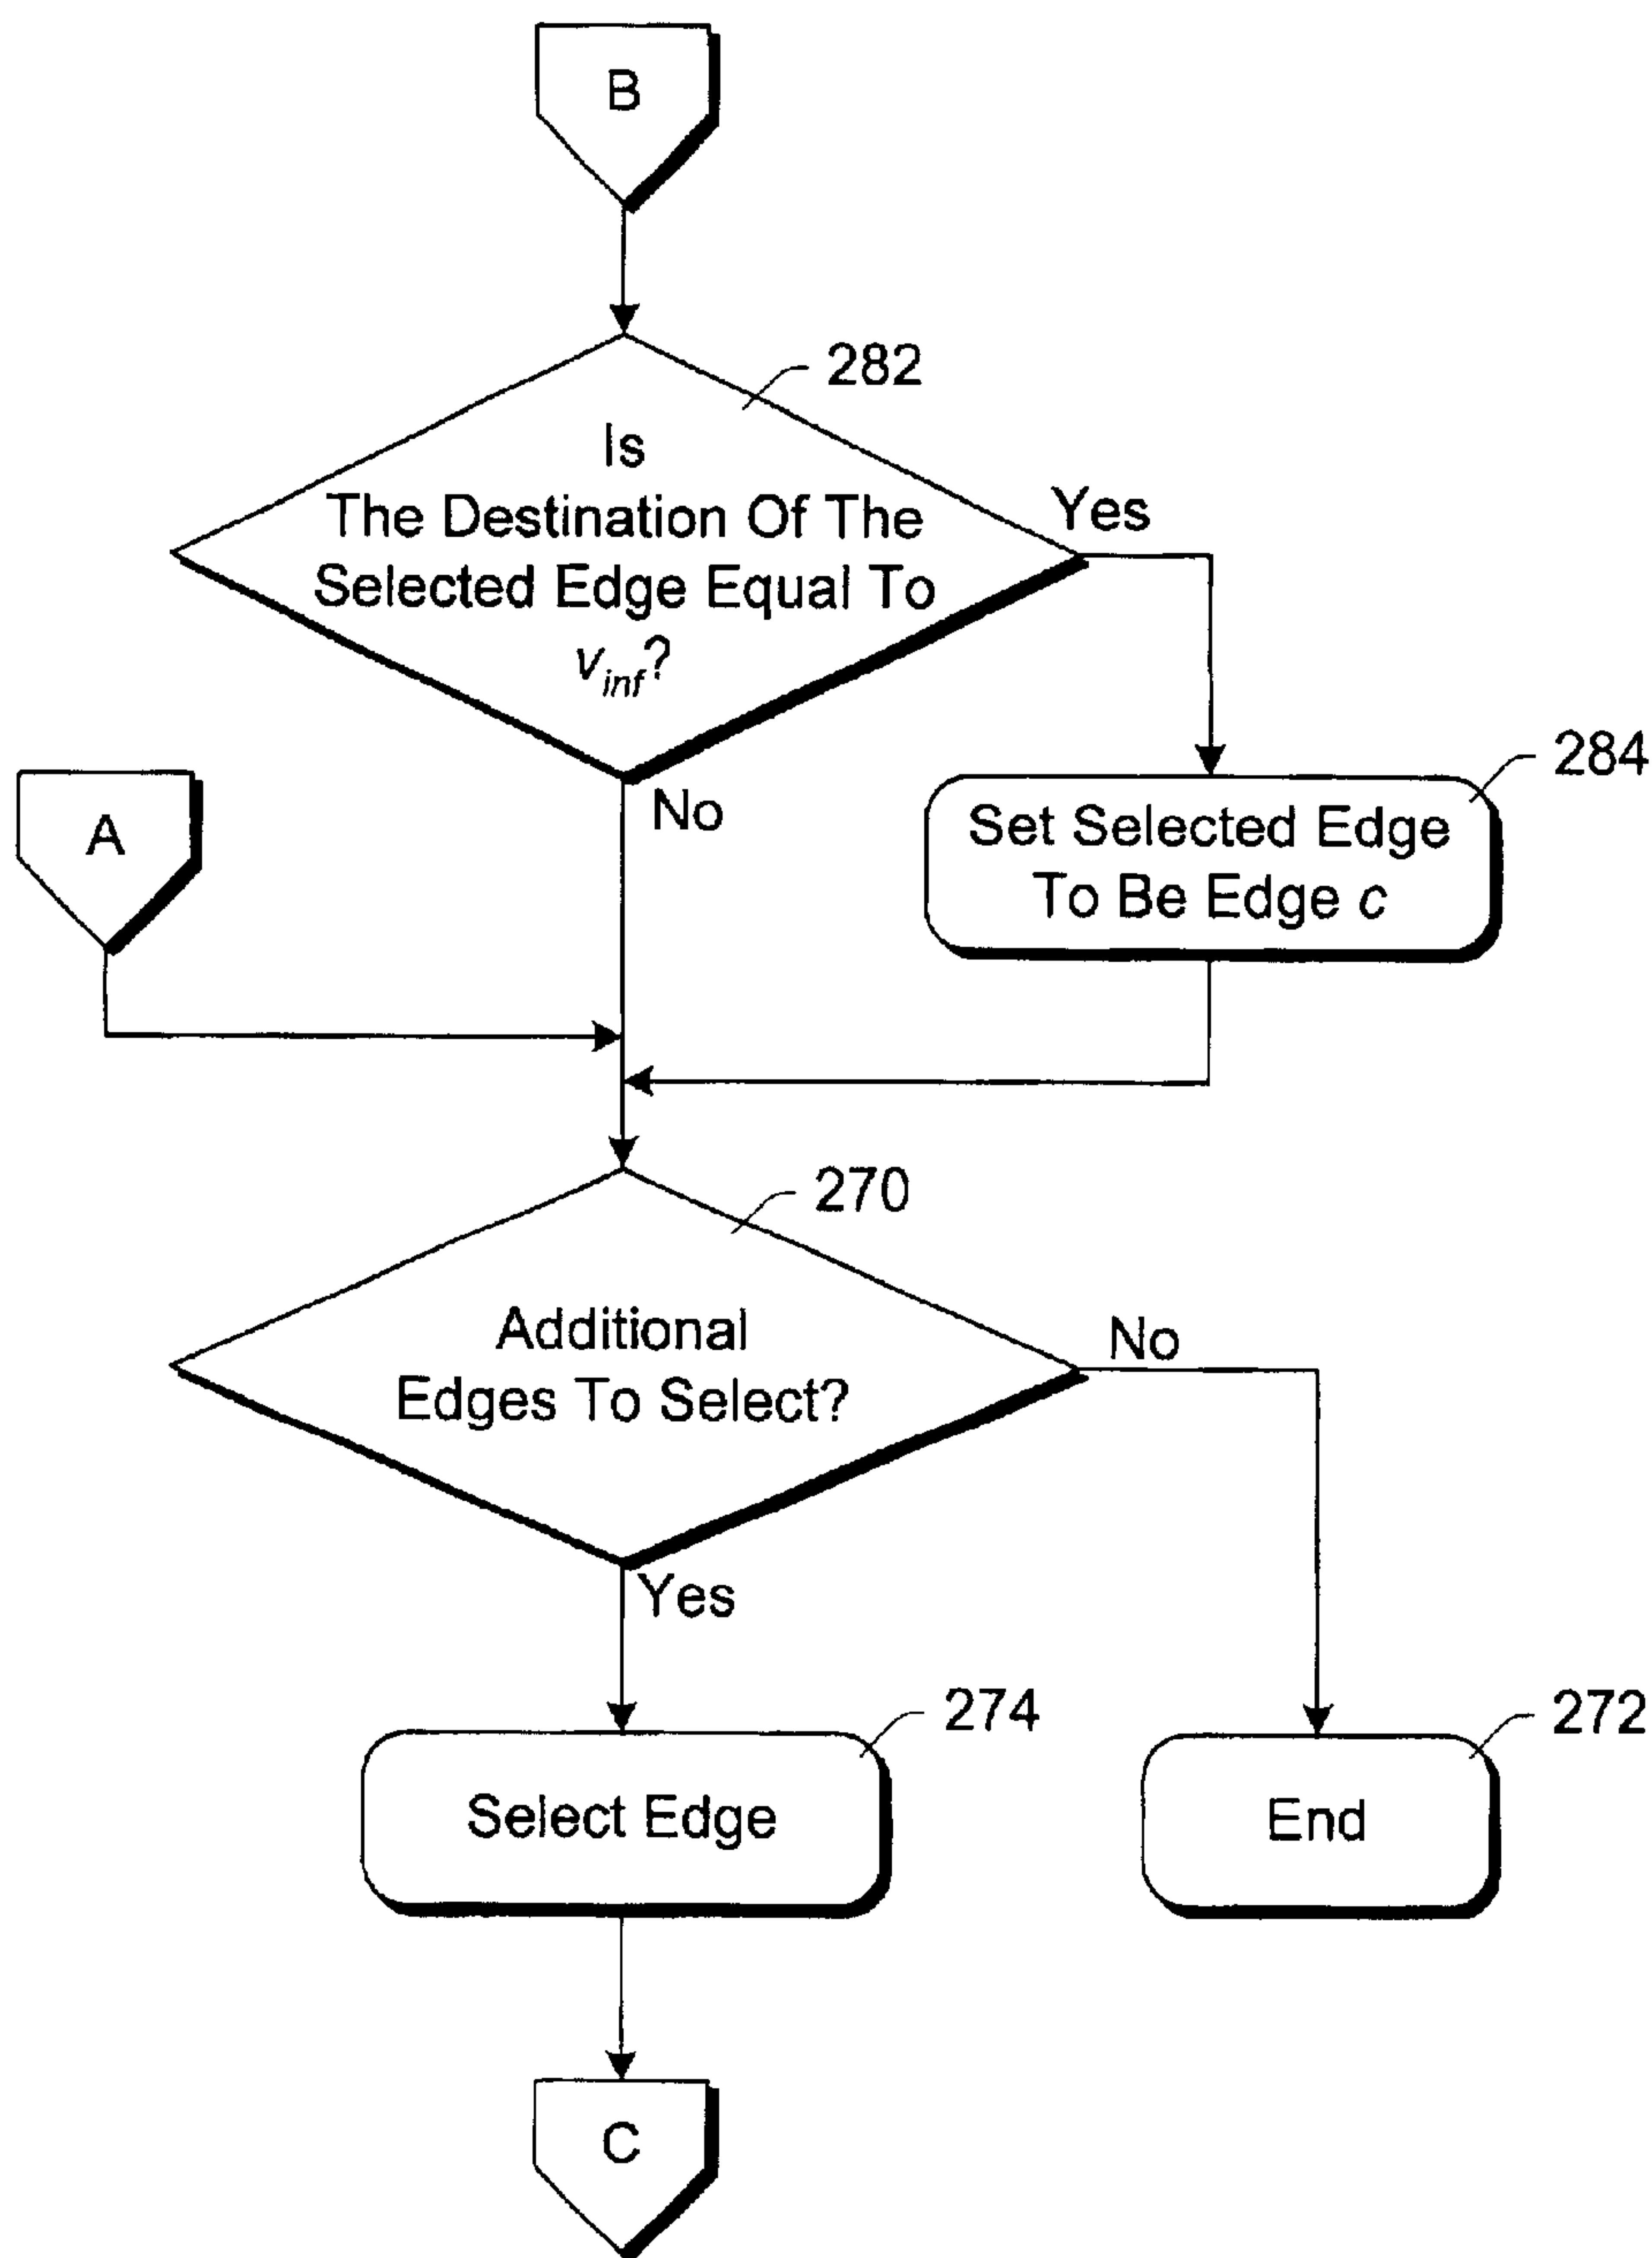 B
282
Is
The Destination Of The
Selected Edge Equal To
v_inf?
Yes
No
284
Set Selected Edge
To Be Edge c
A
270
Additional
Edges To Select?
No
Yes
274
Select Edge
272
End
C